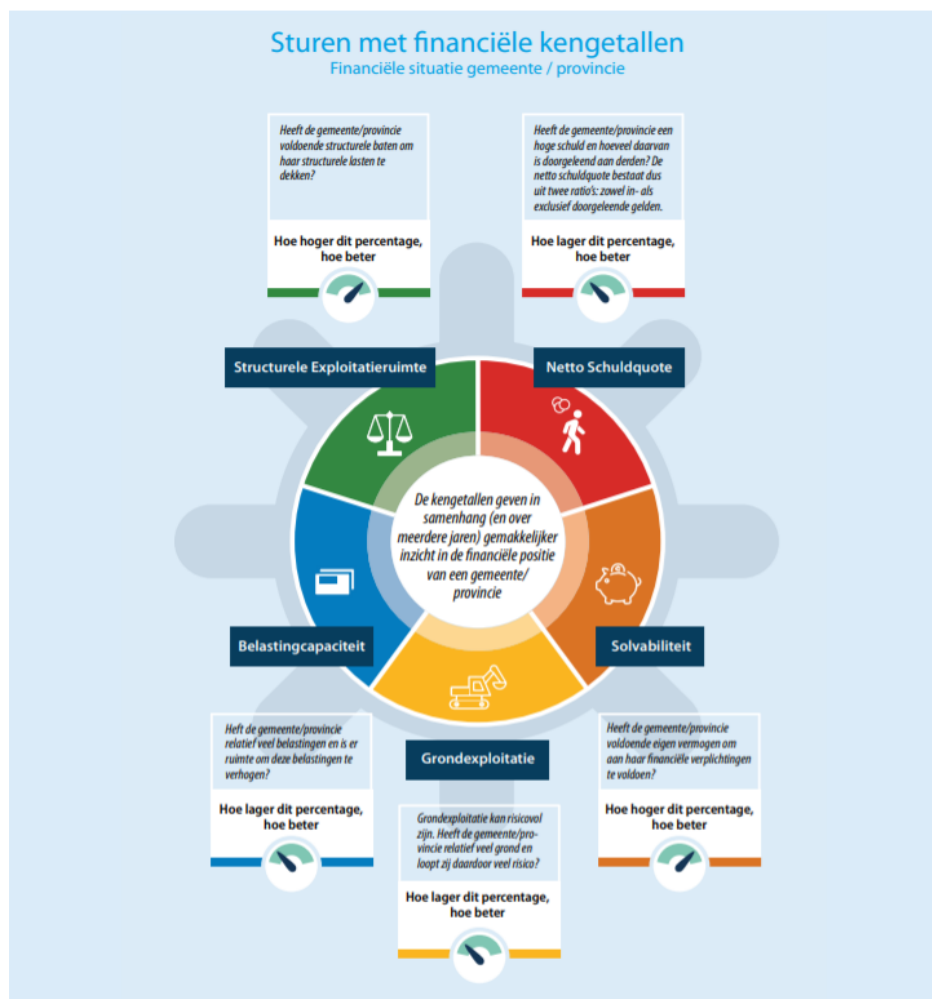 Sturen met financiële kengetallen
Financiële situatie gemeente / provincie
Heeft de gemeente/provincie
voldoende structurele baten om
haar structurele lasten te
dekken?
Hoe hoger dit percentage,
hoe beter
Heeft de gemeente/provincie een
hoge schuld en hoeveel daarvan
is doorgeleend aan derden? De
netto schuldquote bestaat dus
uit twee ratio's: zowel in- als
exclusief doorgeleende gelden.
Hoe lager dit percentage,
hoe beter
Structurele Exploitatieruimte
Netto Schuldquote
De kengetallen geven in
samenhang (en over
meerdere jaren) gemakkelijker
inzicht in de financiële positie
van een gemeente/
provincie
Belastingcapaciteit
Solvabiliteit
Grondexploitatie
Heft de gemeente/provincie
relatief veel belastingen en is er
ruimte om deze belastingen te
verhogen?
Hoe lager dit percentage,
hoe beter
Grondexploitatie kan risicovol
zijn. Heeft de gemeente/pro-
vincie relatief veel grond en
loopt zij daardoor veel risico?
Hoe lager dit percentage,
hoe beter
Heeft de gemeente/provincie
voldoende eigen vermogen om
aan haar financiële verplichtingen
te voldoen?
Hoe hoger dit percentage,
hoe beter